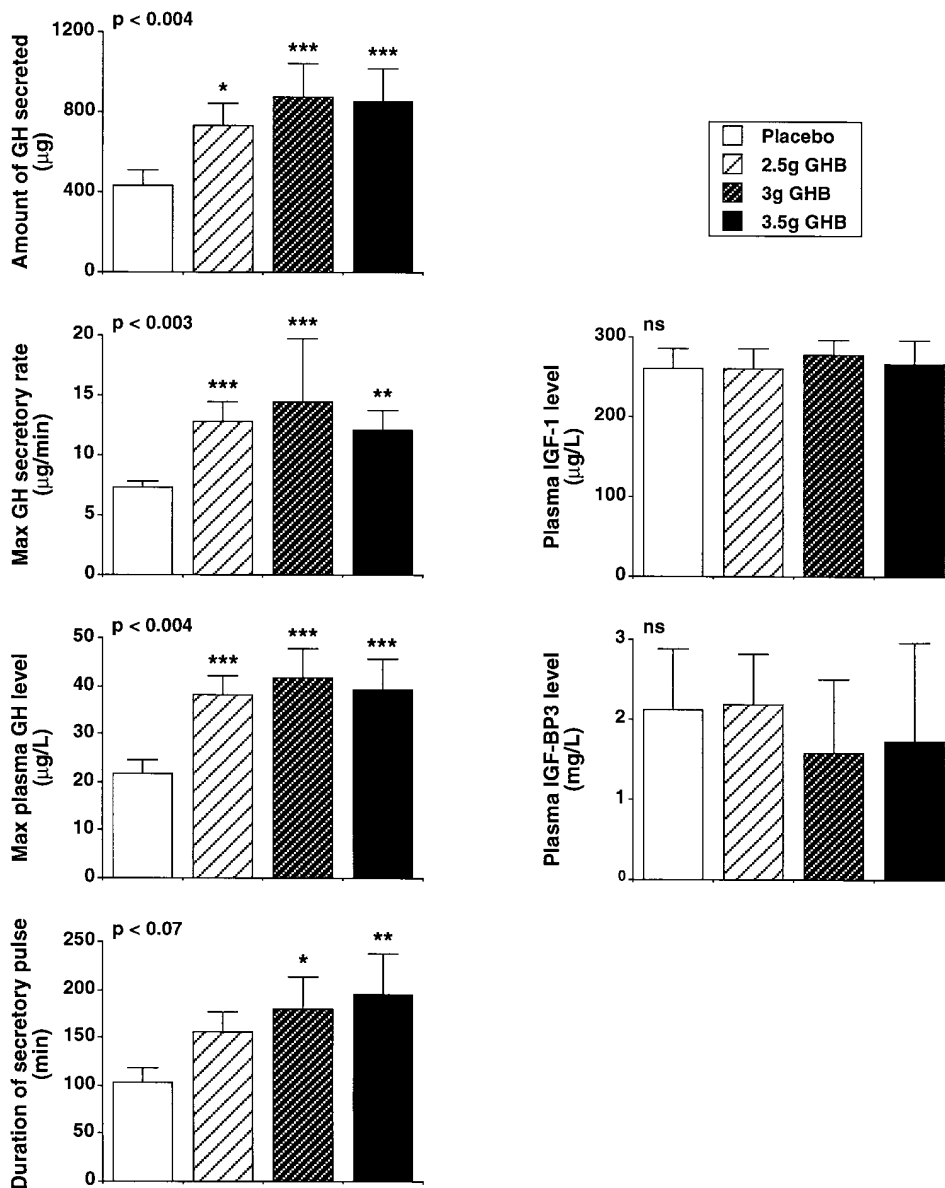 p < 0.004
1200
800
400
0
Amount of GH secreted
(µg)
*
***
***
Placebo
2.5g GHB
3g GHB
3.5g GHB
p < 0.003
20
15
10
5
0
Max GH secretory rate
(µg/min)
***
***
**
ns
300
200
100
0
Plasma IGF-1 level
(µg/L)
p < 0.004
50
40
30
20
10
0
Max plasma GH level
(µg/L)
***
***
***
ns
3
2
1
0
Plasma IGF-BP3 level
(mg/L)
p < 0.07
250
200
150
100
50
0
Duration of secretory pulse
(min)
*
**